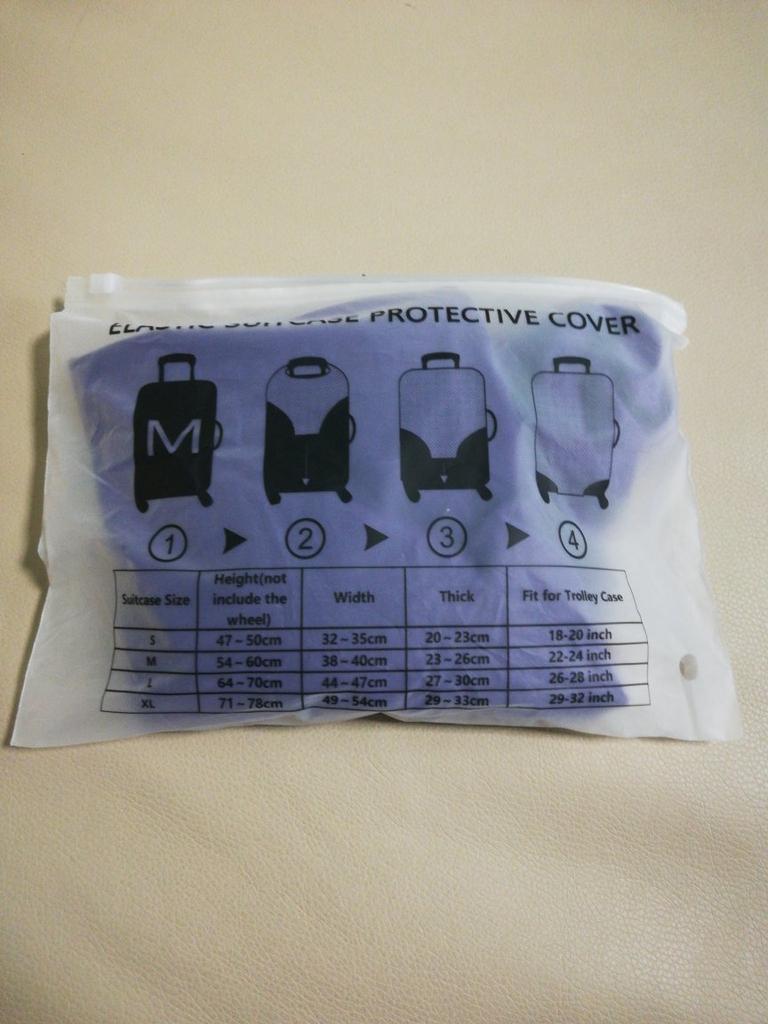 ELASTIC SUITCASE PROTECTIVE COVER
M
1 2 3 4
Suitcase Size Height(not include the wheel) Width Thick Fit for Trolley Case
S 47~50cm 32~35cm 20~23cm 18-20 inch
M 54~60cm 38~40cm 23~26cm 22-24 inch
L 64~70cm 44~47cm 27~30cm 26-28 inch
XL 71~78cm 49~54cm 29~33cm 29-32 inch